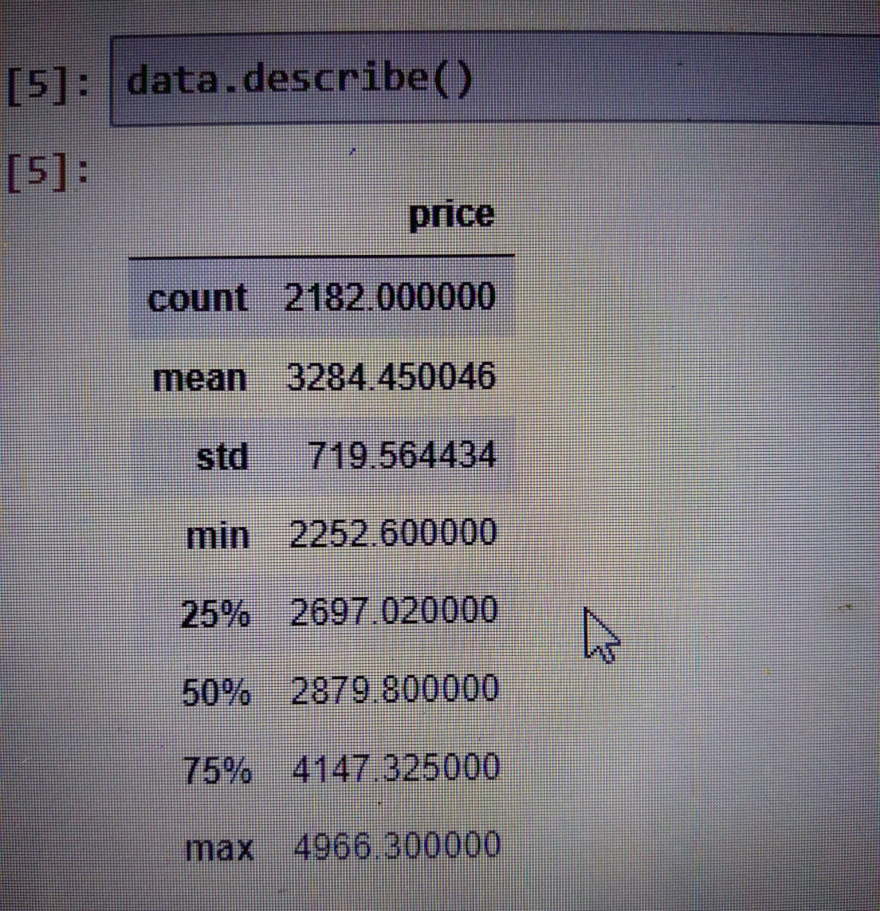 [5]: data.describe()
[5]:
price
count 2182.000000
mean 3284.450046
std 719.564434
min 2252.600000
25% 2697.020000
50% 2879.800000
75% 4147.325000
max 4966.300000